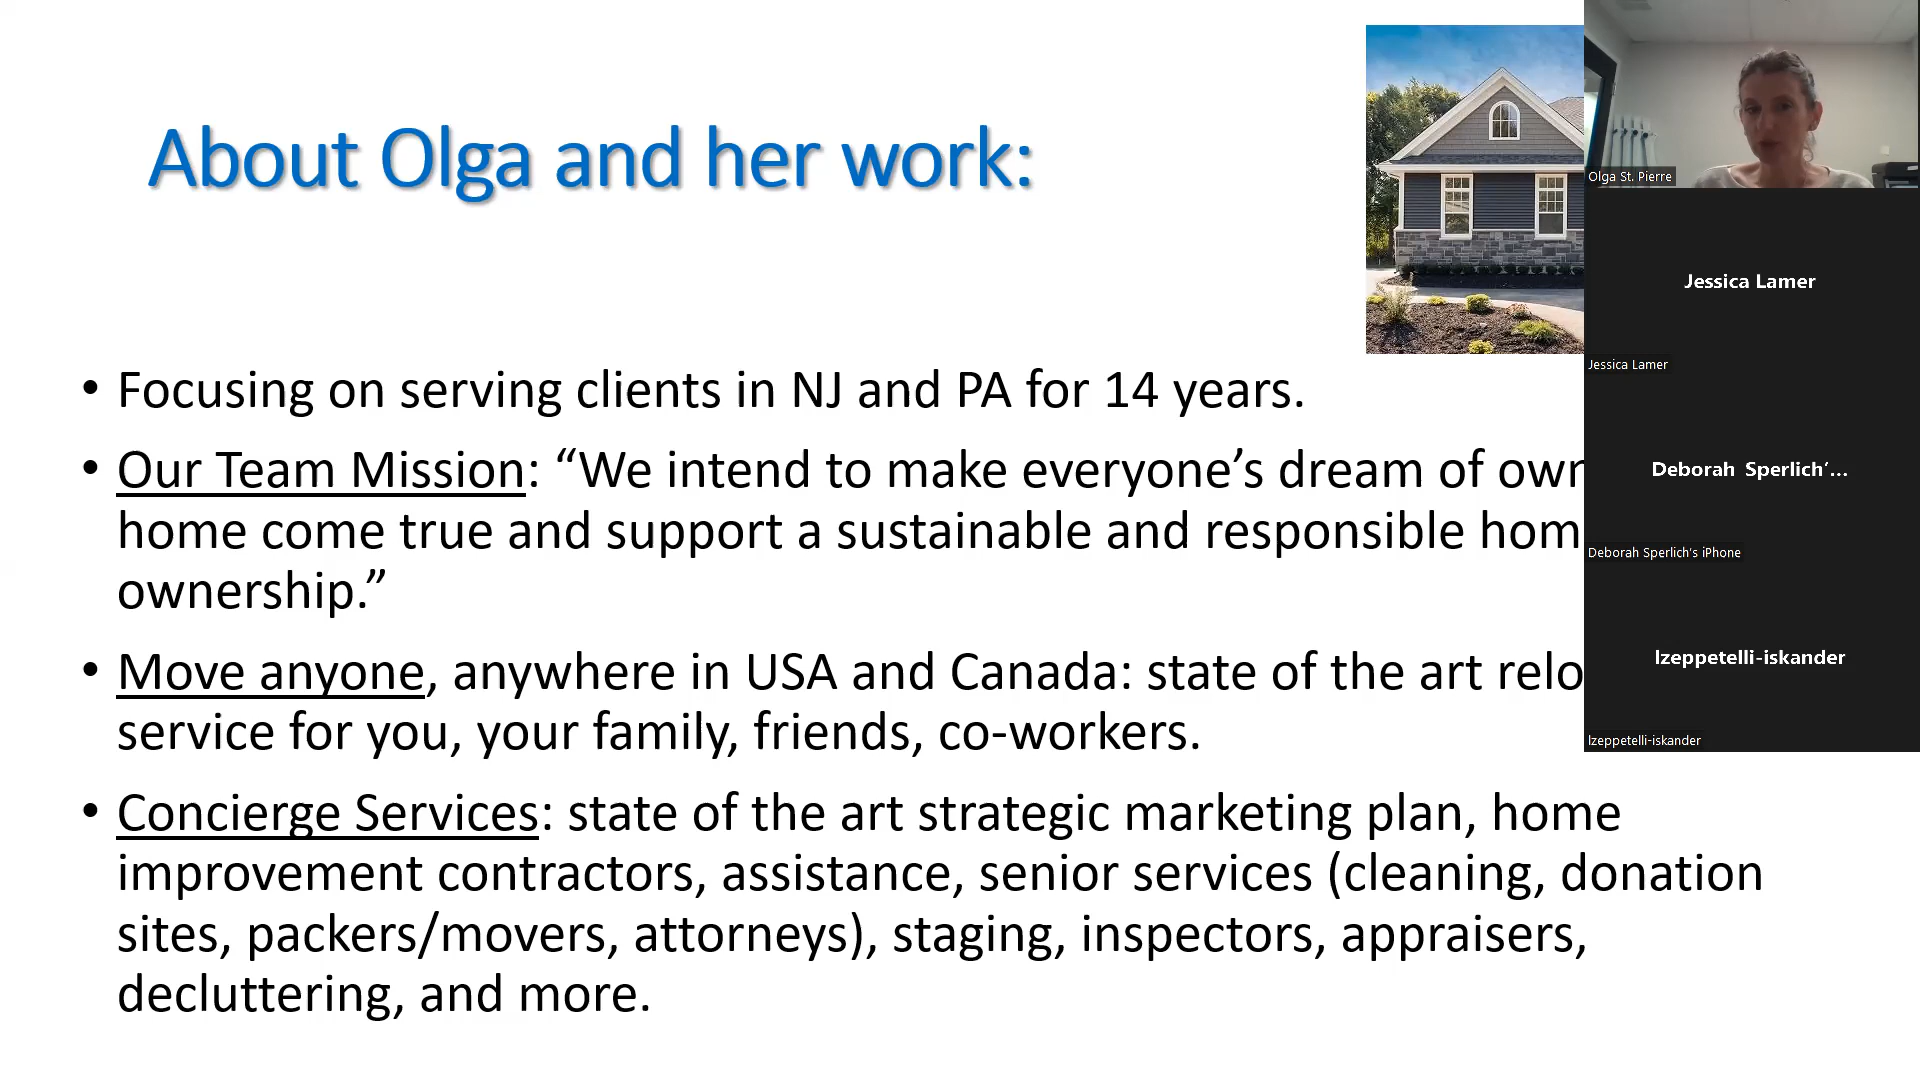 About Olga and her work:
• Focusing on serving clients in NJ and PA for 14 years.
• Our Team Mission: “We intend to make everyone’s dream of
home come true and support a sustainable and responsible
ownership.”
• Move anyone, anywhere in USA and Canada: state of the art
service for you, your family, friends, co-workers.
• Concierge Services: state of the art strategic marketing plan, home
improvement contractors, assistance, senior services (cleaning, donation
sites, packers/movers, attorneys), staging, inspectors, appraisers,
decluttering, and more.
Olga St. Pierre
Jessica Lamer
Jessica Lamer
Deborah Sperlich’...
Deborah Sperlich's iPhone
lzeppetelli-iskander
lzeppetelli-iskander